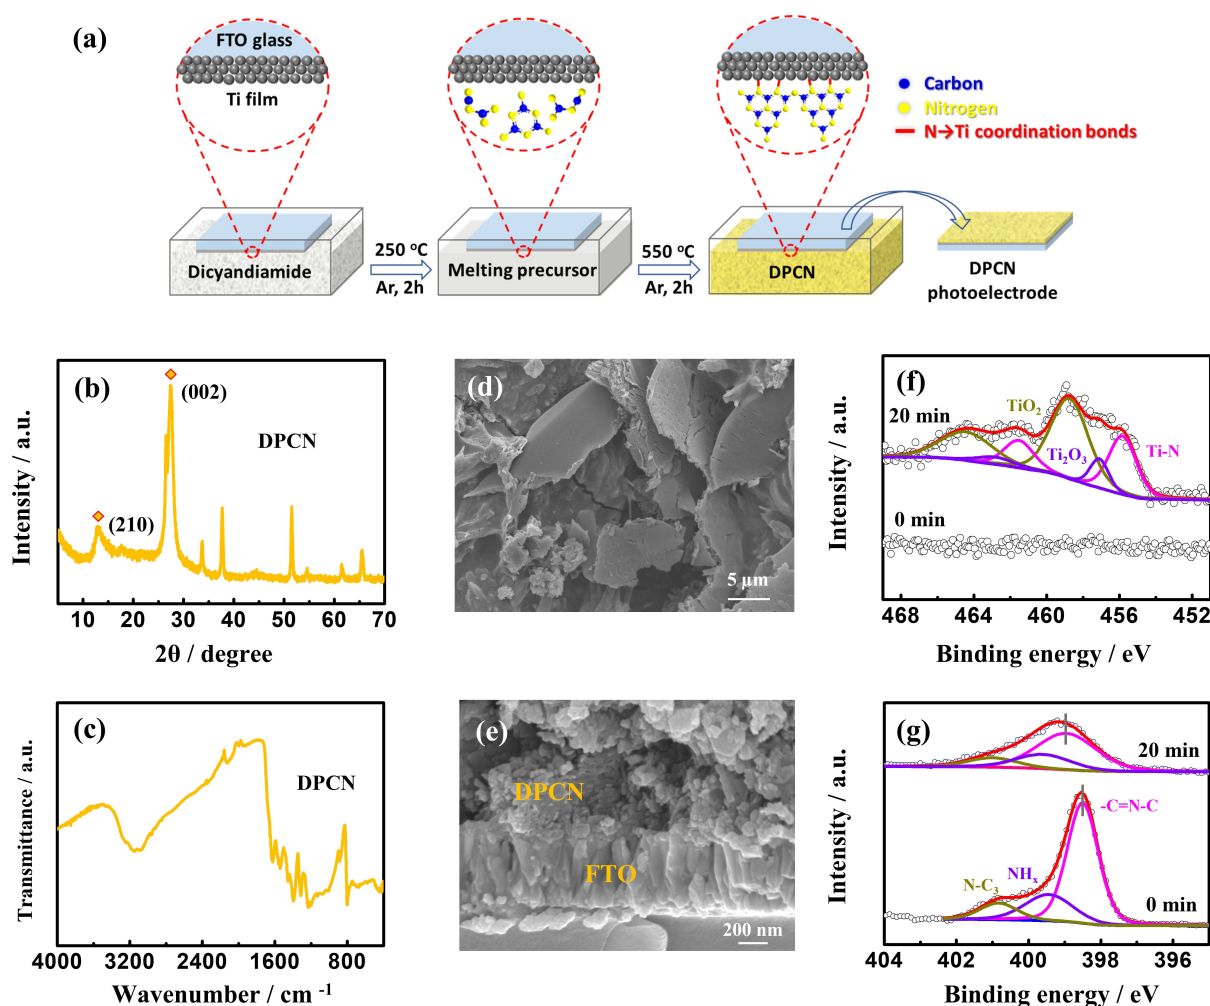 (a)
FTO glass
Ti film
Carbon
Nitrogen
N→Ti coordination bonds
Dicyandiamide
250 °C
Ar, 2h
Melting precursor
550 °C
Ar, 2h
DPCN
DPCN
photoelectrode
(b)
(002)
DPCN
(210)
Intensity / a.u.
10 20 30 40 50 60 70
2θ / degree
(d)
5 µm
(f)
20 min
TiO2
Ti2O3
Ti-N
0 min
Intensity / a.u.
468 464 460 456 452
Binding energy / eV
(c)
DPCN
Transmittance / a.u.
4000 3200 2400 1600 800
Wavenumber / cm -1
(e)
DPCN
FTO
200 nm
(g)
20 min
-C=N-C
N-C3
NHx
0 min
Intensity / a.u.
404 402 400 398 396
Binding energy / eV